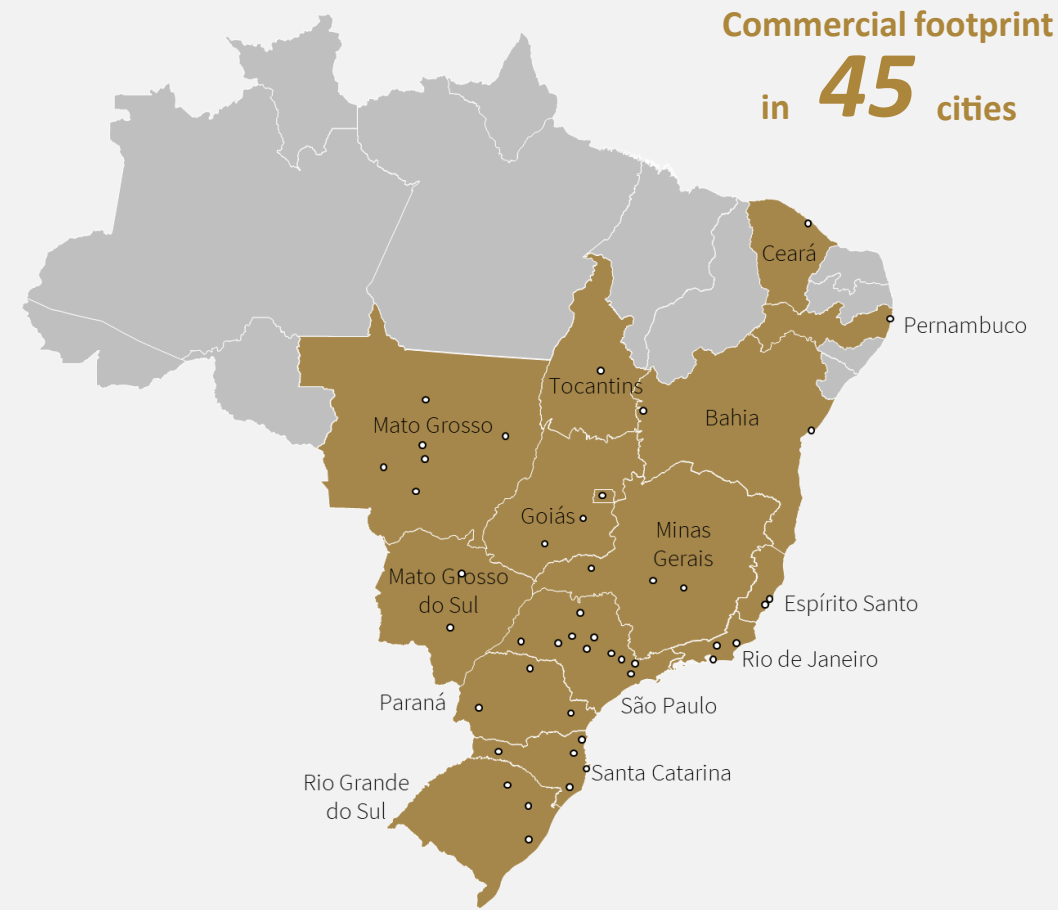 Commercial footprint
in 45 cities
Ceará
Pernambuco
Tocantins
Bahia
Mato Grosso
Goiás
Minas
Gerais
Mato Grosso
do Sul
Espírito Santo
Rio de Janeiro
Paraná
São Paulo
Santa Catarina
Rio Grande
do Sul